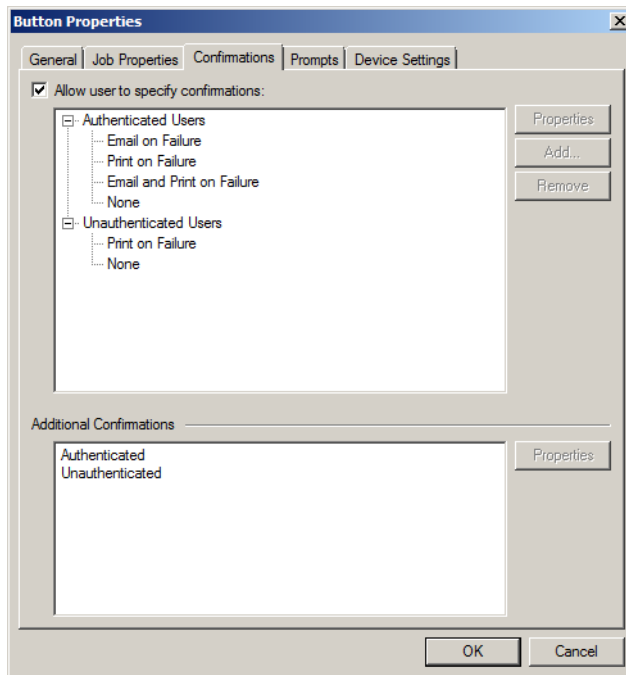 Button Properties
General Job Properties Confirmations Prompts Device Settings
Allow user to specify confirmations:
Authenticated Users
Email on Failure
Print on Failure
Email and Print on Failure
None
Unauthenticated Users
Print on Failure
None
Properties
Add...
Remove
Additional Confirmations
Authenticated
Unauthenticated
Properties
OK Cancel